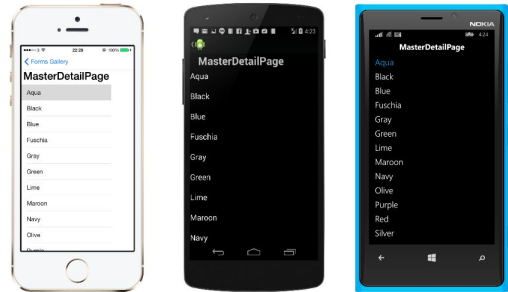 22:28
100%
Forms Gallery
MasterDetailPage
Aqua
Black
Blue
Fuschia
Gray
Green
Lime
Maroon
Navy
Olive
4:23
MasterDetailPage
Aqua
Black
Blue
Fuschia
Gray
Green
Lime
Maroon
Navy
NOKIA
4:24
MasterDetailPage
Aqua
Black
Blue
Fuschia
Gray
Green
Lime
Maroon
Navy
Olive
Purple
Red
Silver